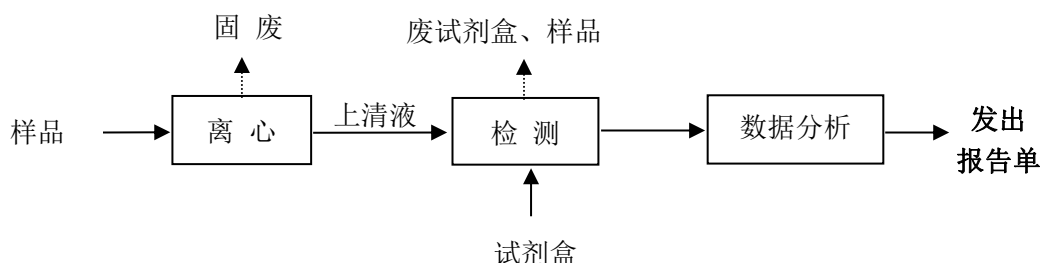 固 废
废试剂盒、样品
样品
离 心
上清液
检 测
数据分析
发出
报告单
试剂盒